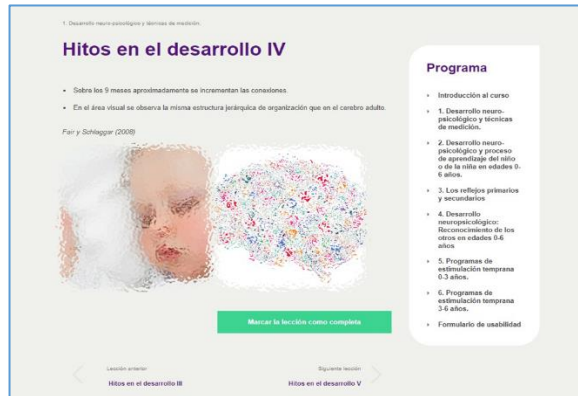 1. Desarrollo neuro-psicológico y técnicas de medición.
Hitos en el desarrollo IV
• Sobre los 9 meses aproximadamente se incrementan las conexiones
• En el área visual se observa la misma estructura jerárquica de organización que en el cerebro adulto.
Fair y Schlaggar (2008)
Marcar la lección como completa
Lección anterior
Hitos en el desarrollo III
Siguiente lección
Hitos en el desarrollo V
Programa
• Introducción al curso
• 1. Desarrollo neuro-
psicológico y técnicas
de medición.
• 2. Desarrollo neuro-
psicológico y proceso
de aprendizaje del niño
o de la niña en edades 0-
6 años.
• 3. Los reflejos primarios
y secundarios
• 4. Desarrollo
neuropsicológico:
Reconocimiento de los
otros en edades 0-6
años
• 5. Programas de
estimulación temprana
0-3 años.
• 6. Programas de
estimulación temprana
3-6 años.
• Formulario de usabilidad